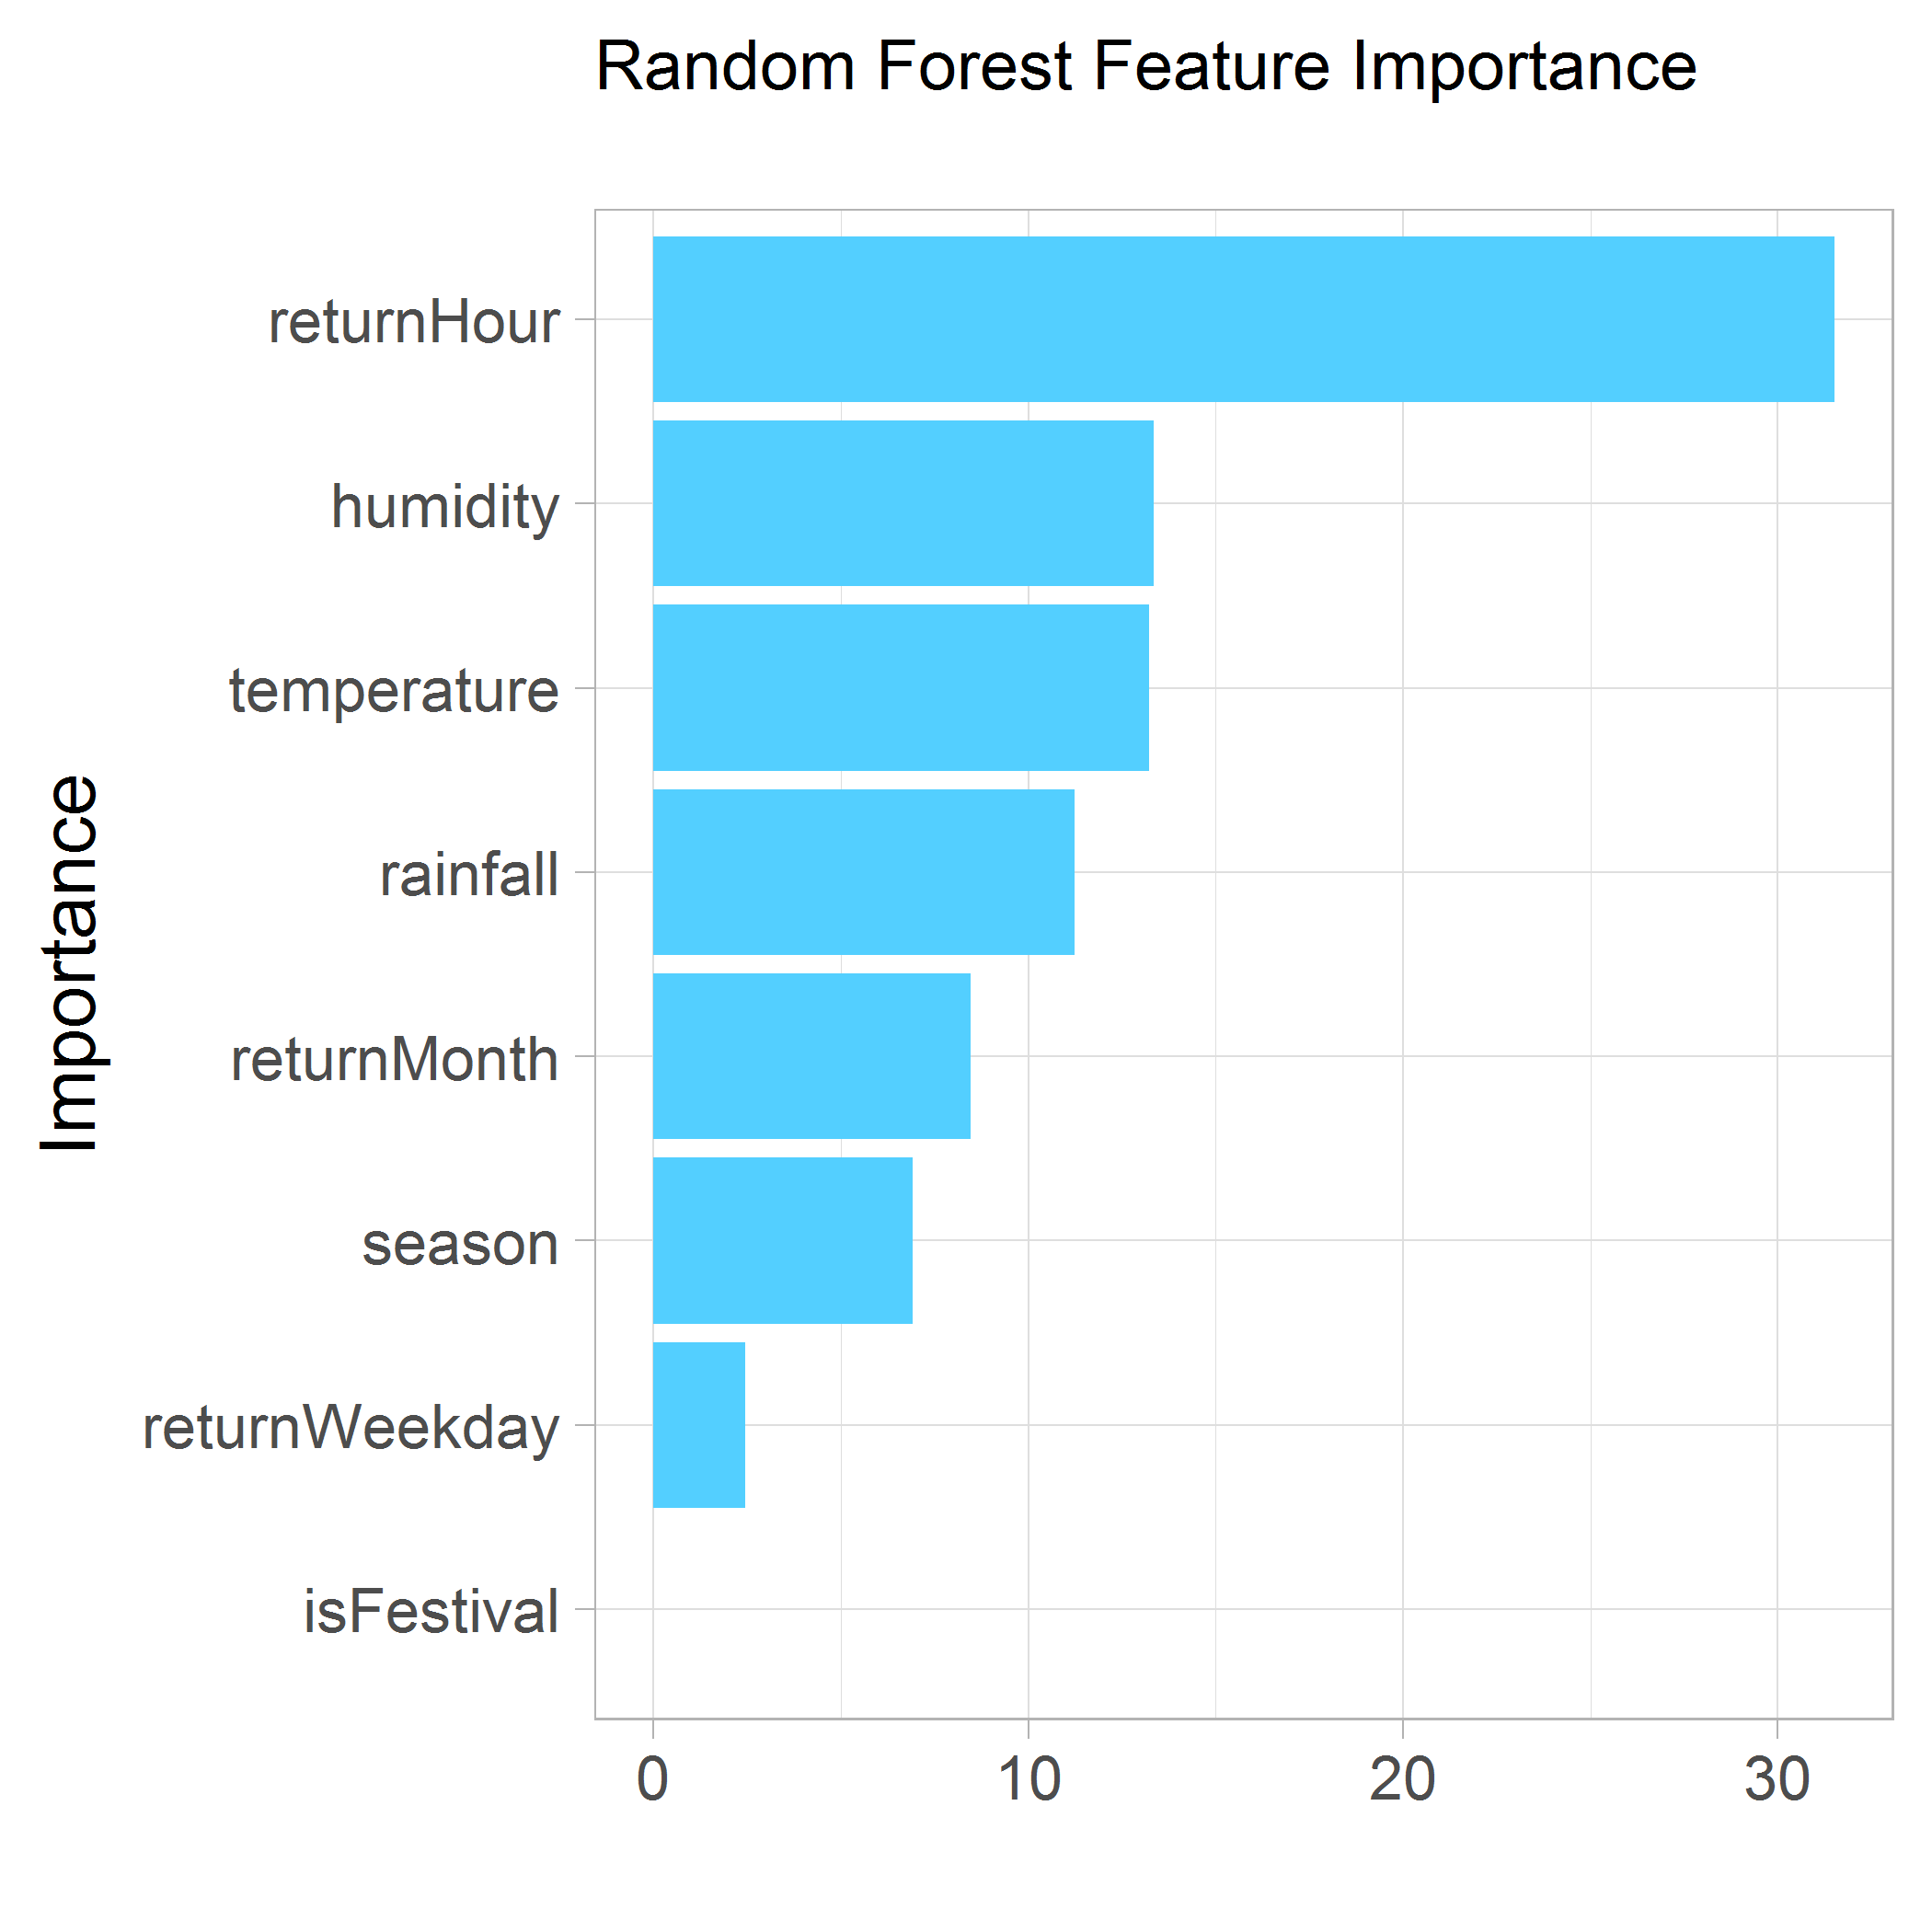 Random Forest Feature Importance
Importance
returnHour
humidity
temperature
rainfall
returnMonth
season
returnWeekday
isFestival
0 10 20 30